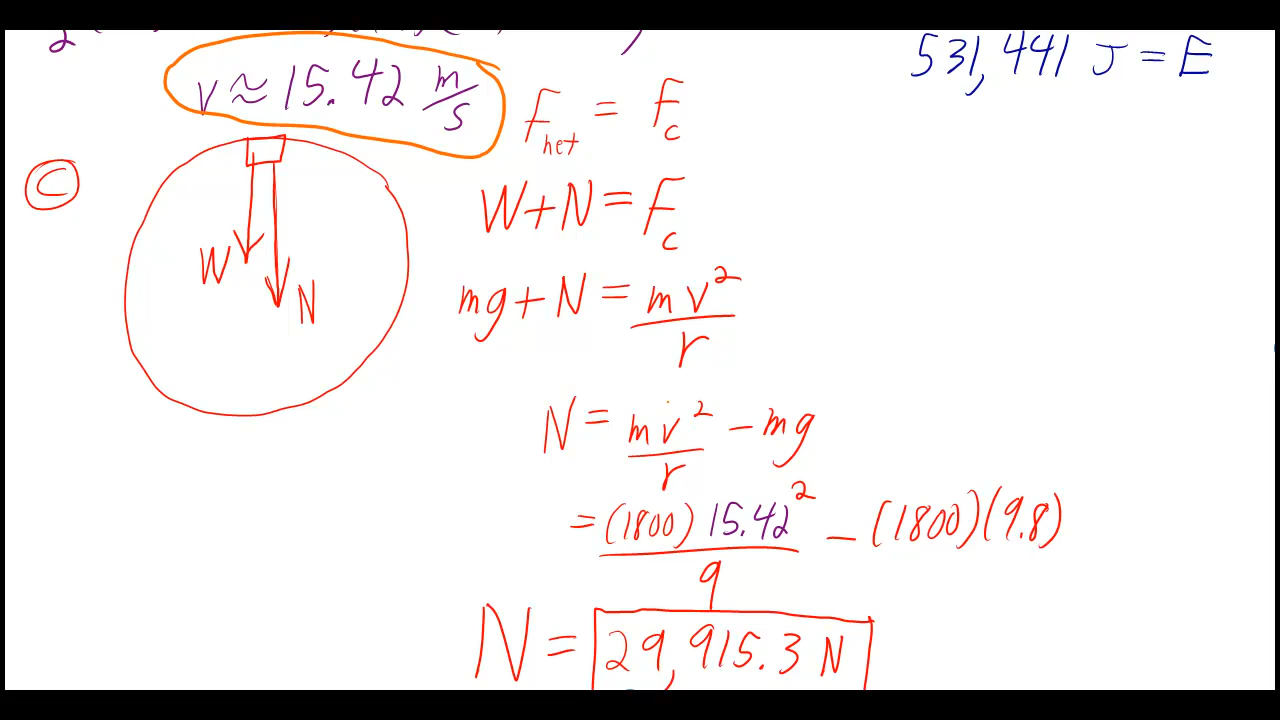 2
531,441 J = E
v ≈ 15.42 m/s
F_net = F_c
Ⓒ
W + N = F_c
W
N
mg + N = mv²/r
N = mv²/r − mg
= (1800) 15.42²/9 − (1800)(9.8)
N = 29,915.3 N